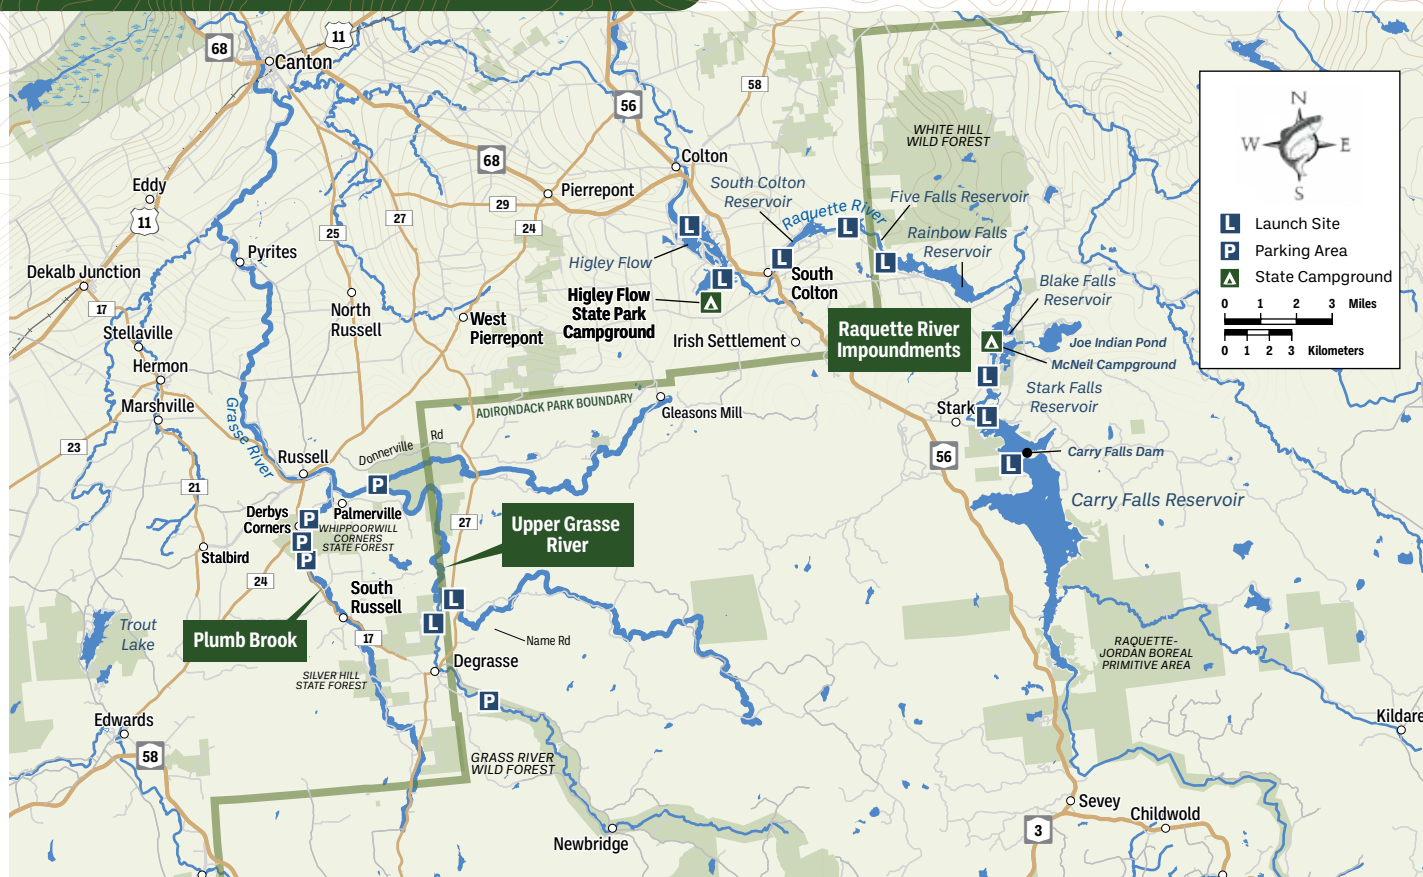 68
11
Canton
56
58
WHITE HILL
WILD FOREST
N
W
E
S
68
Colton
Eddy
Pierrepont
South Colton
Reservoir
Raquette River
Five Falls Reservoir
L
Launch Site
11
29
27
24
25
L
L
Rainbow Falls
Reservoir
P
Parking Area
Pyrites
Higley Flow
L
L
L
State Campground
Dekalb Junction
South
Colton
Blake Falls
Reservoir
0 1 2 3 Miles
17
North
Russell
Higley Flow
State Park
Campground
West
Pierrepont
Raquette River
Impoundments
0 1 2 3 Kilometers
Stellaville
Irish Settlement
Joe Indian Pond
Hermon
McNeil Campground
L
Marshville
Stark Falls
Reservoir
ADIRONDACK PARK BOUNDARY
Gleasons Mill
Stark
L
Grasse River
Donnerville Rd
23
56
Carry Falls Dam
Russell
L
21
P
Carry Falls Reservoir
Derbys
Corners
P
Palmerville
27
Upper Grasse
River
WHIPPOORWILL
CORNERS
STATE FOREST
P
P
Stalbird
24
South
Russell
L
L
Trout
Lake
Plumb Brook
17
Name Rd
RAQUETTE-
JORDAN BOREAL
PRIMITIVE AREA
Degrasse
SILVER HILL
STATE FOREST
P
Edwards
Kildare
58
GRASS RIVER
WILD FOREST
Sevey
Childwold
3
Newbridge